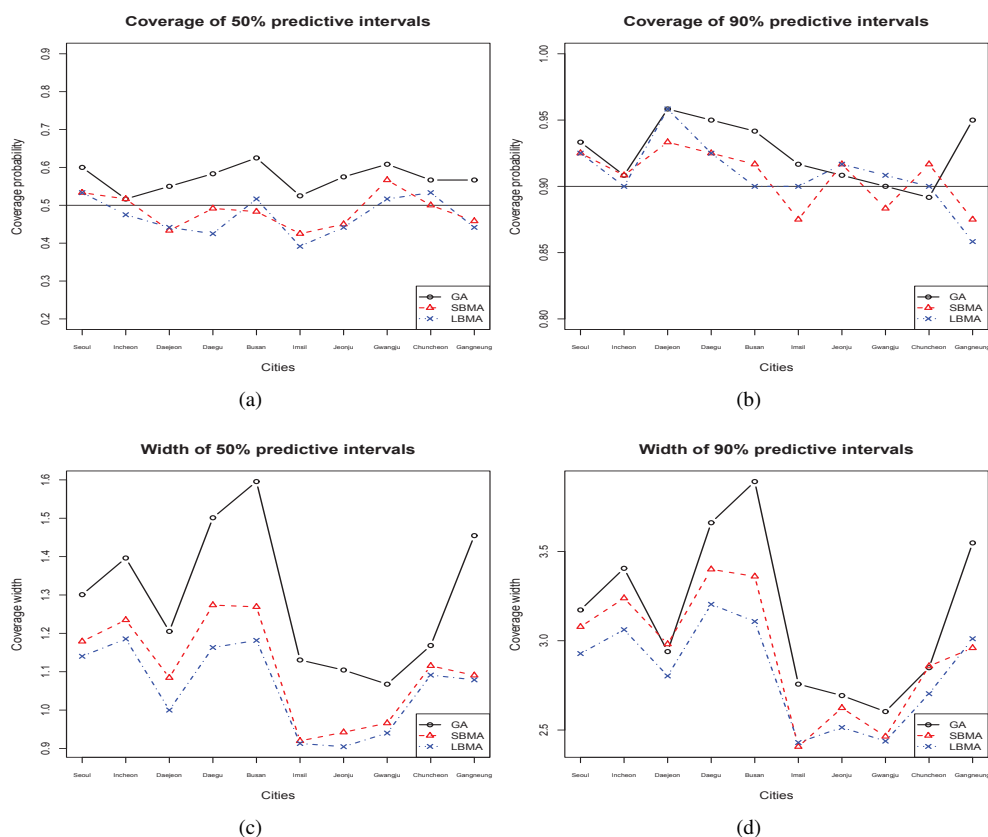 Coverage of 50% predictive intervals
Coverage probability
0.9
0.8
0.7
0.6
0.5
0.4
0.3
0.2
GA
SBMA
LBMA
Seoul Incheon Daejeon Daegu Busan Imsil Jeonju Gwangju Chuncheon Gangneung
Cities
(a)
Coverage of 90% predictive intervals
Coverage probability
1.00
0.95
0.90
0.85
0.80
GA
SBMA
LBMA
Seoul Incheon Daejeon Daegu Busan Imsil Jeonju Gwangju Chuncheon Gangneung
Cities
(b)
Width of 50% predictive intervals
Coverage width
1.6
1.5
1.4
1.3
1.2
1.1
1.0
0.9
GA
SBMA
LBMA
Seoul Incheon Daejeon Daegu Busan Imsil Jeonju Gwangju Chuncheon Gangneung
Cities
(c)
Width of 90% predictive intervals
Coverage width
3.5
3.0
2.5
GA
SBMA
LBMA
Seoul Incheon Daejeon Daegu Busan Imsil Jeonju Gwangju Chuncheon Gangneung
Cities
(d)